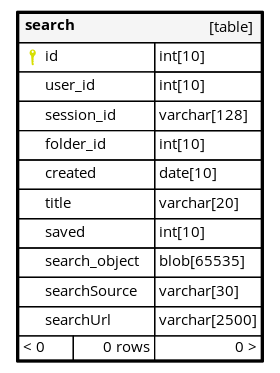 search [table]
id int[10]
user_id int[10]
session_id varchar[128]
folder_id int[10]
created date[10]
title varchar[20]
saved int[10]
search_object blob[65535]
searchSource varchar[30]
searchUrl varchar[2500]
< 0 0 rows 0 >